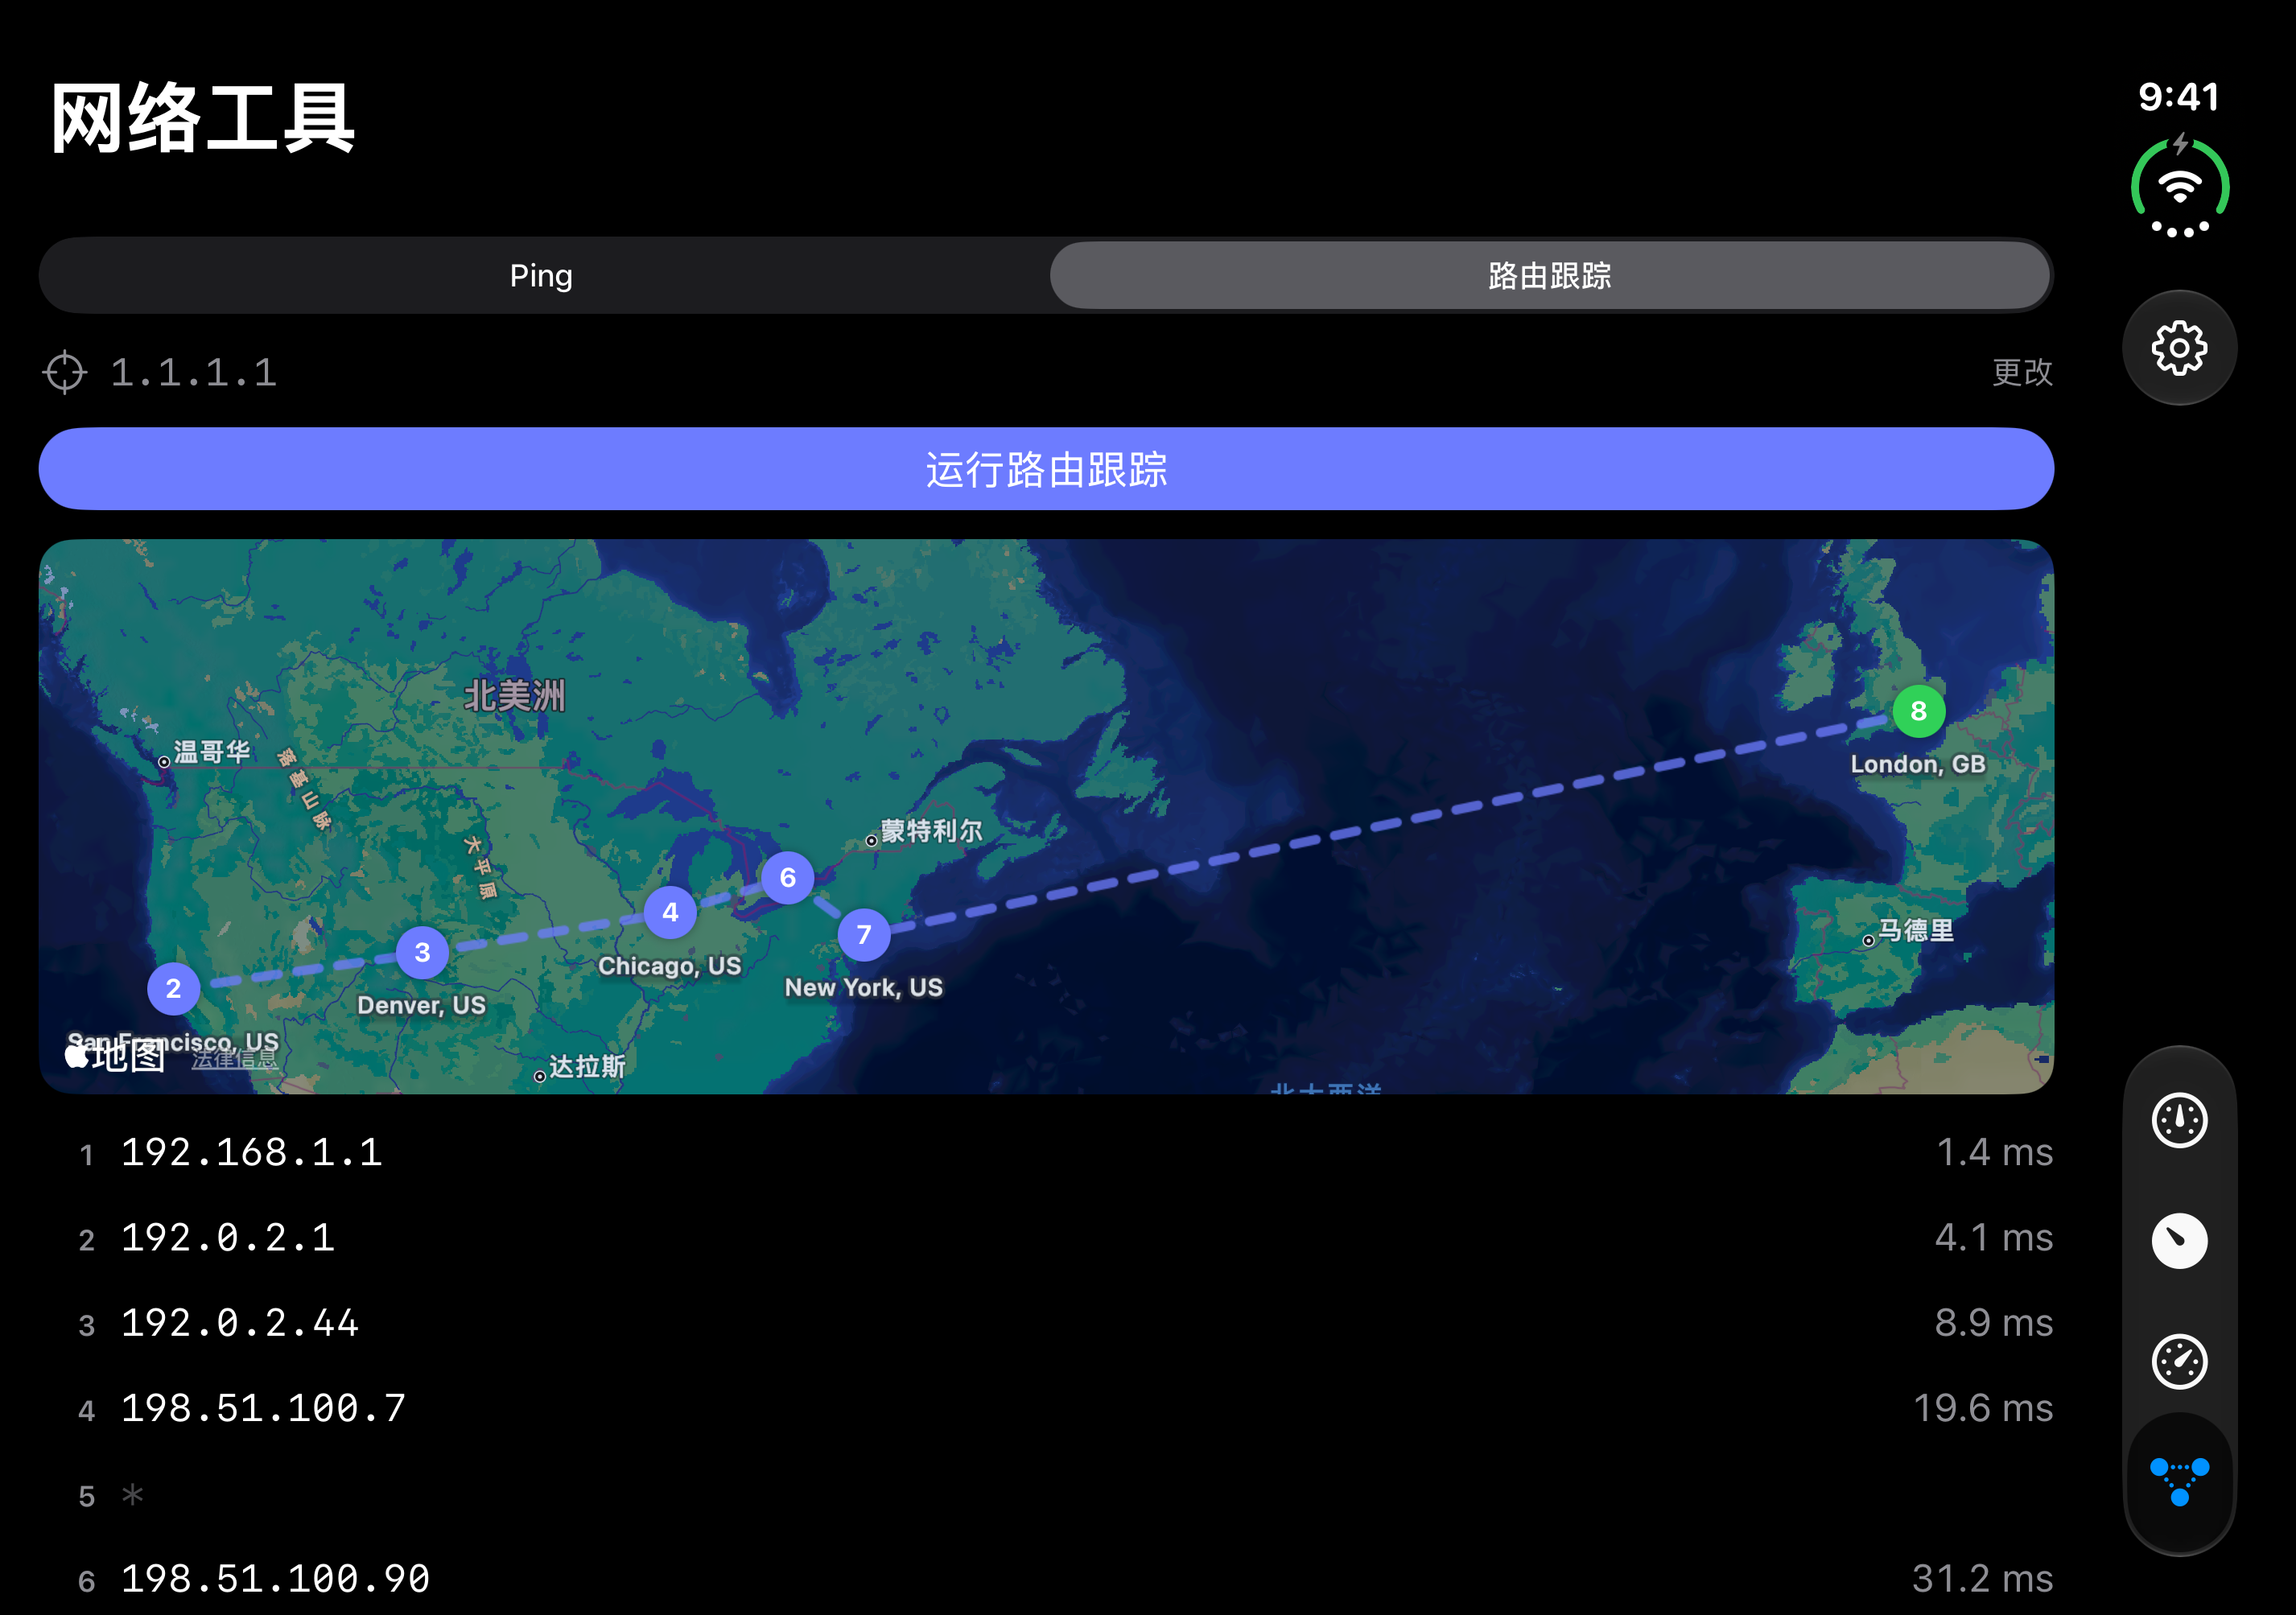 网络工具
9:41
Ping
路由跟踪
1.1.1.1
更改
运行路由跟踪
北美洲
温哥华
落基山脉
大平原
蒙特利尔
8
London, GB
6
4
7
3
2
Chicago, US
New York, US
Denver, US
马德里
San Francisco, US
地图
法律信息
达拉斯
北大西洋
1 192.168.1.1 1.4 ms
2 192.0.2.1 4.1 ms
3 192.0.2.44 8.9 ms
4 198.51.100.7 19.6 ms
5 *
6 198.51.100.90 31.2 ms